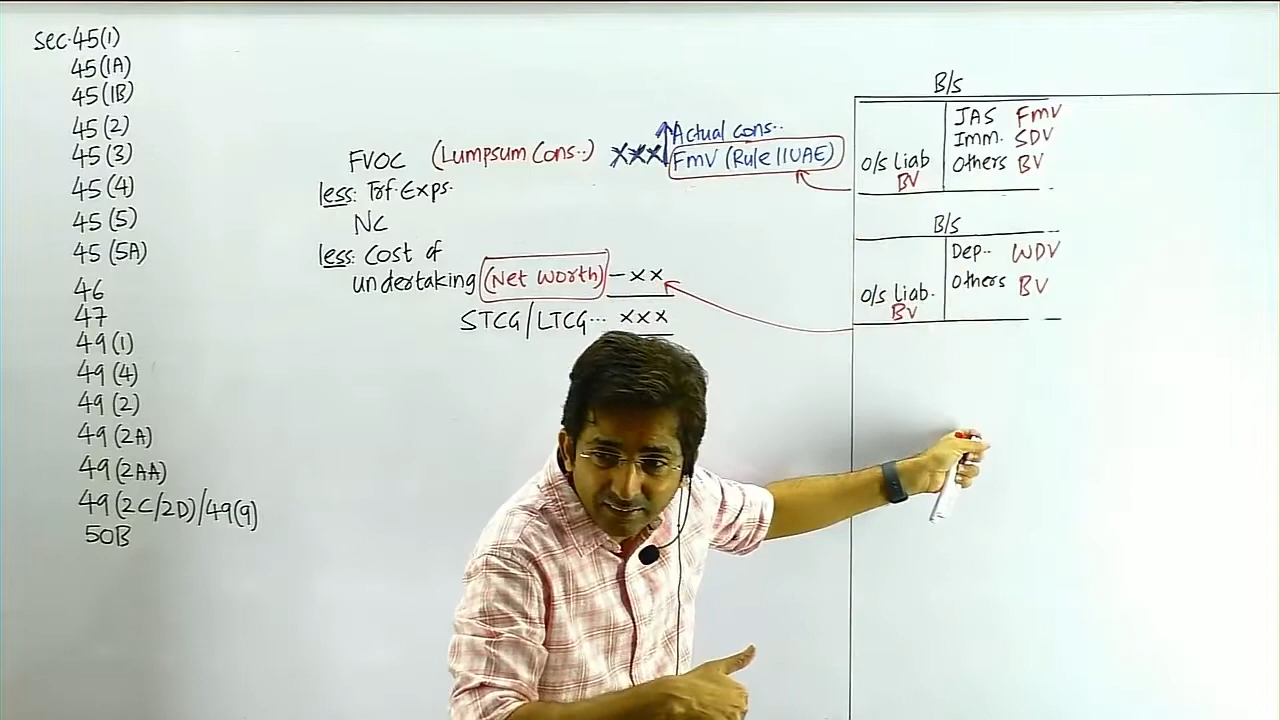 Sec. 45(1)
45(1A)
45(1B)
45(2)
45(3)
45(4)
45(5)
45(5A)
46
47
49(1)
49(4)
49(2)
49(2A)
49(2AA)
49(2C/2D)/49(9)
50B
FVOC (Lumpsum Cons..) XXX Actual cons..
FMV (Rule 11UAE)
less: Trf. Exps.
NC
less: Cost of
undertaking (Net Worth) – xx
STCG/LTCG... xxx
B/S
JAS FMV
Imm. SDV
O/s Liab Others BV
BV
B/S
Dep.. WDV
Others BV
O/s Liab.
BV